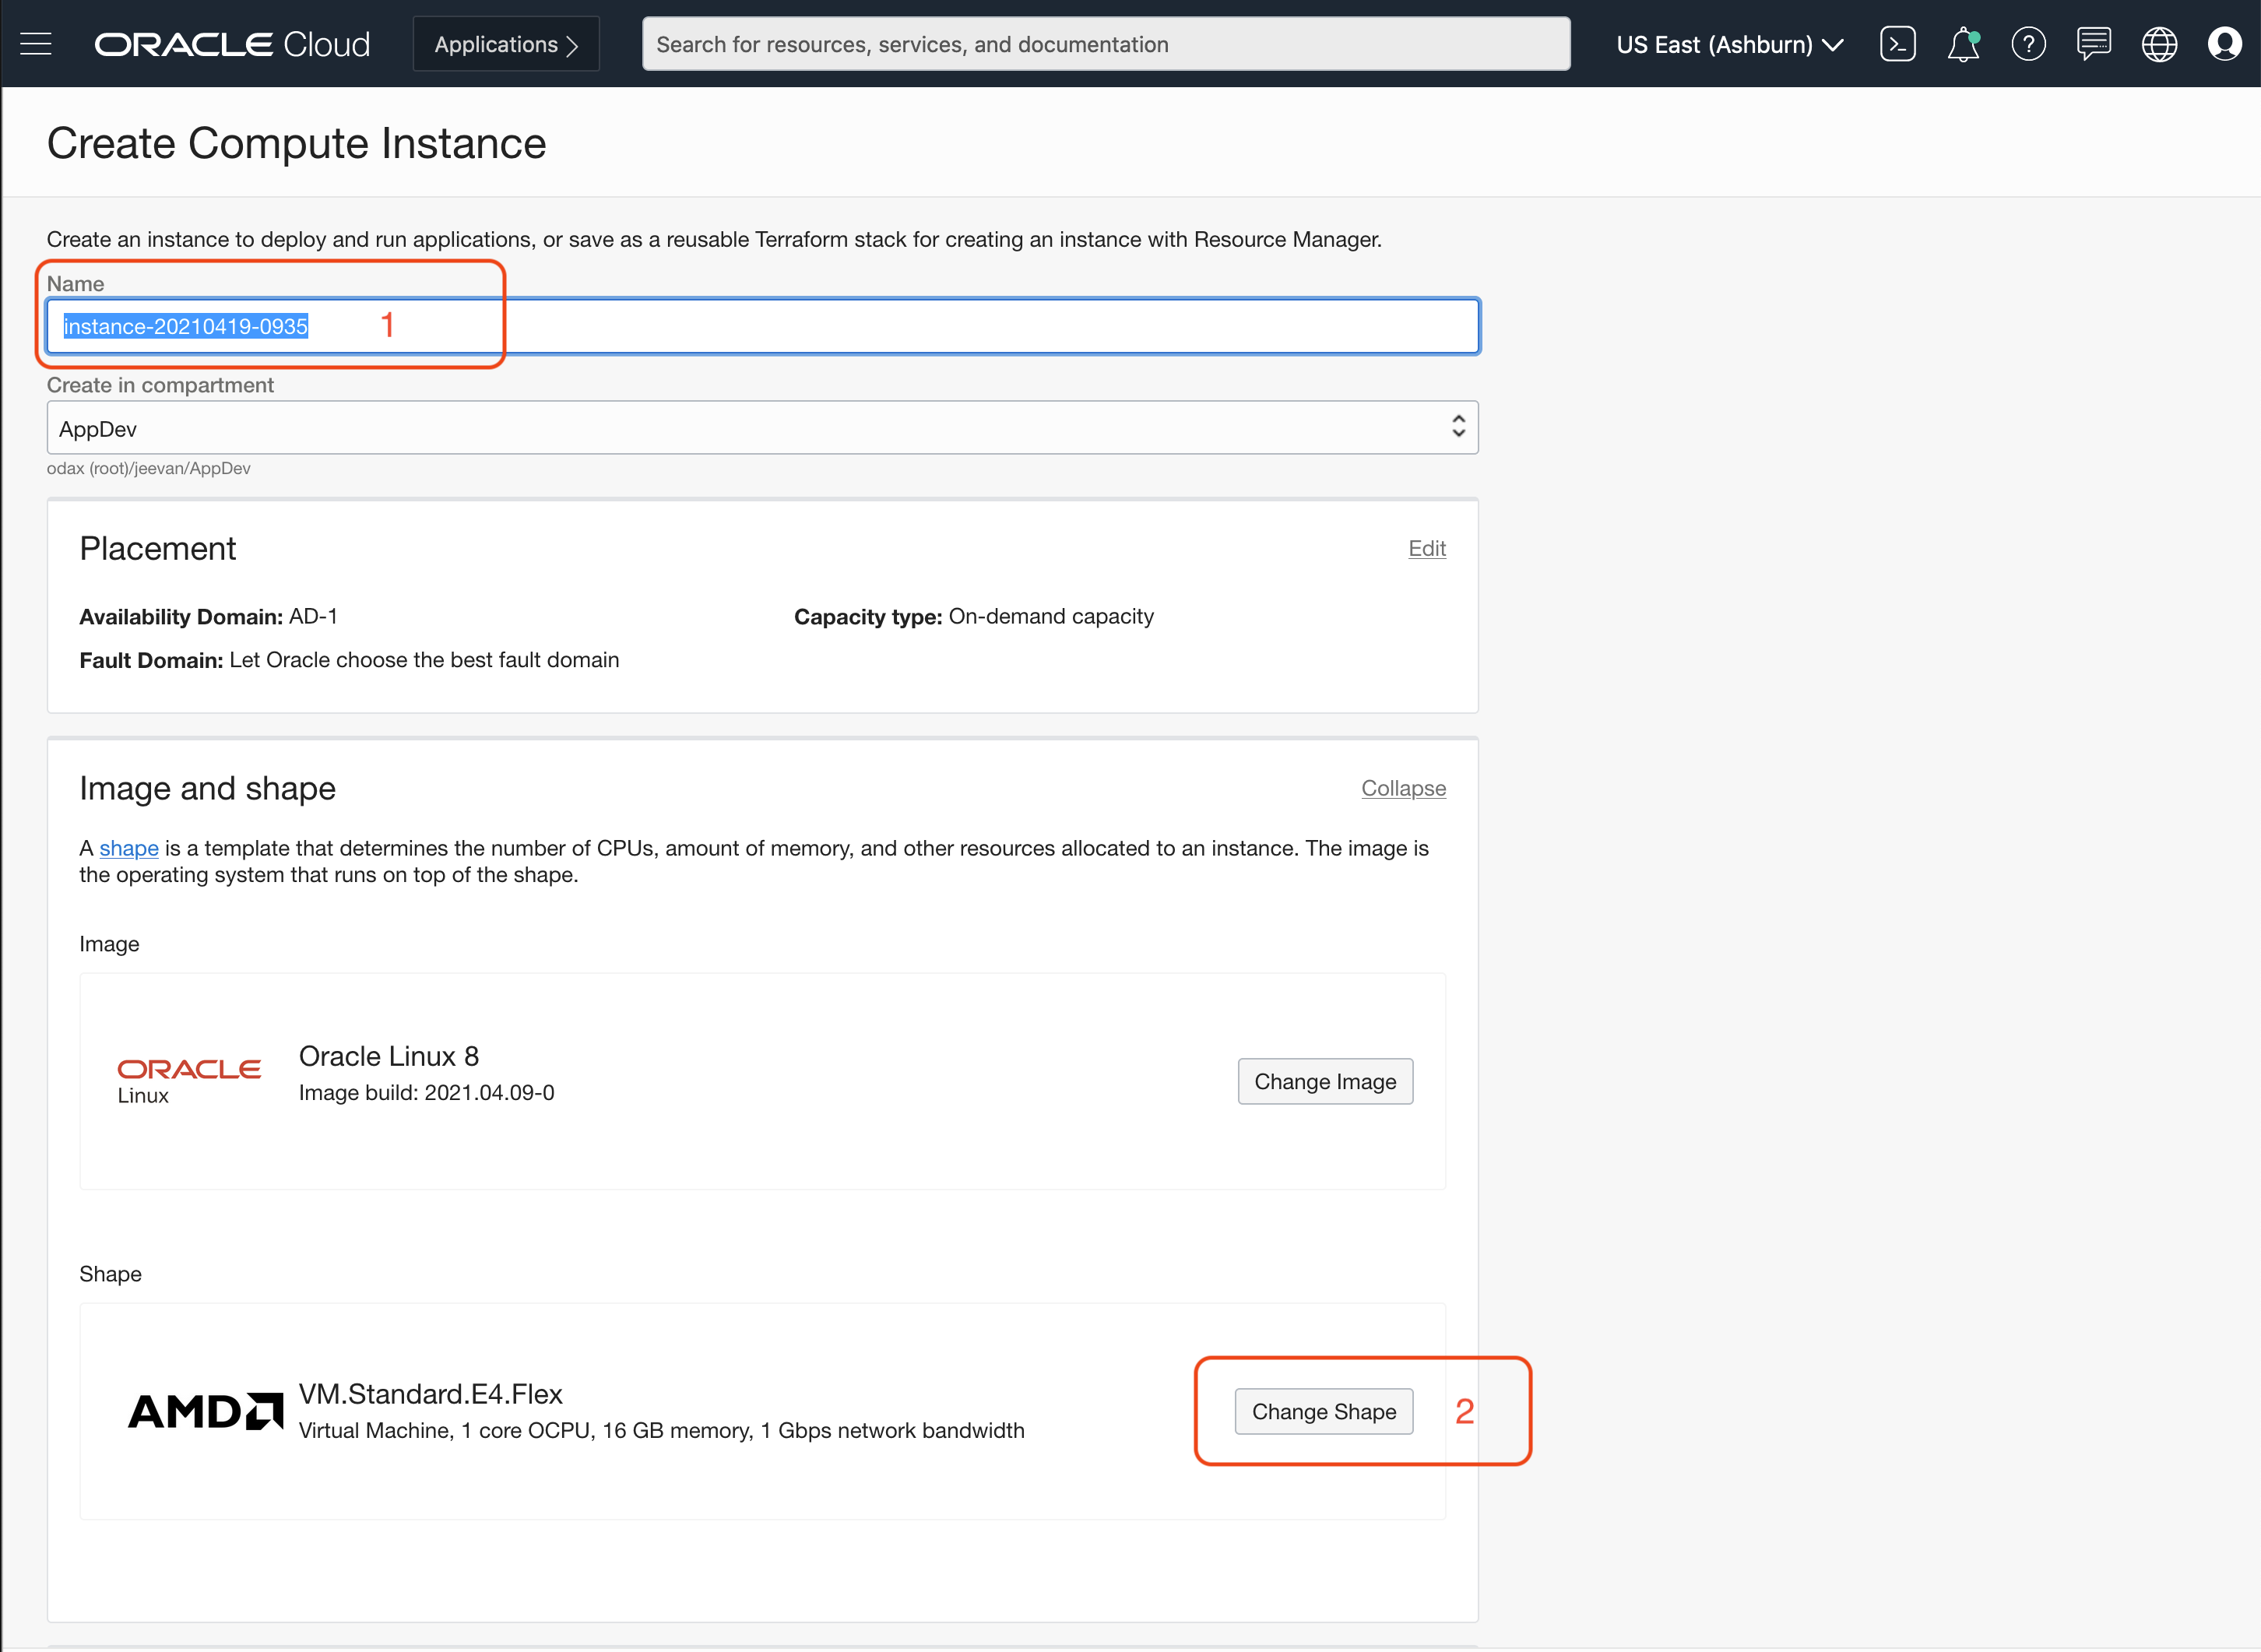 ORACLE Cloud
Applications
Search for resources, services, and documentation
US East (Ashburn)
Create Compute Instance
Create an instance to deploy and run applications, or save as a reusable Terraform stack for creating an instance with Resource Manager.
Name
instance-20210419-0935
1
Create in compartment
AppDev
odax (root)/jeevan/AppDev
Placement
Edit
Availability Domain: AD-1
Capacity type: On-demand capacity
Fault Domain: Let Oracle choose the best fault domain
Image and shape
Collapse
A shape is a template that determines the number of CPUs, amount of memory, and other resources allocated to an instance. The image is
the operating system that runs on top of the shape.
Image
ORACLE
Linux
Oracle Linux 8
Image build: 2021.04.09-0
Change Image
Shape
AMD
VM.Standard.E4.Flex
Virtual Machine, 1 core OCPU, 16 GB memory, 1 Gbps network bandwidth
Change Shape
2